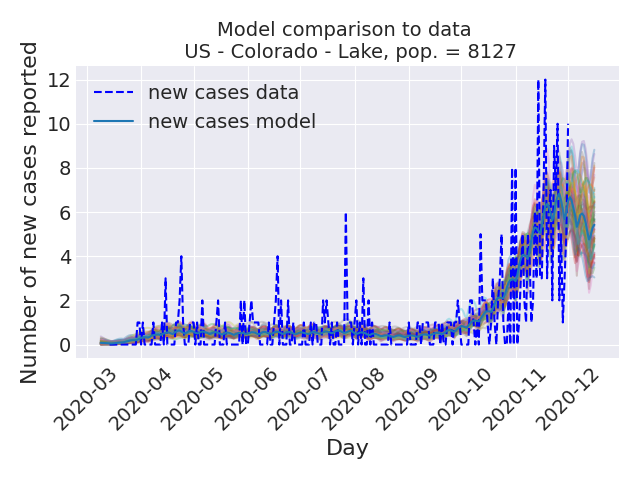 Model comparison to data
US - Colorado - Lake, pop. = 8127
Number of new cases reported
12
10
8
6
4
2
0
new cases data
new cases model
2020-03
2020-04
2020-05
2020-06
2020-07
2020-08
2020-09
2020-10
2020-11
2020-12
Day